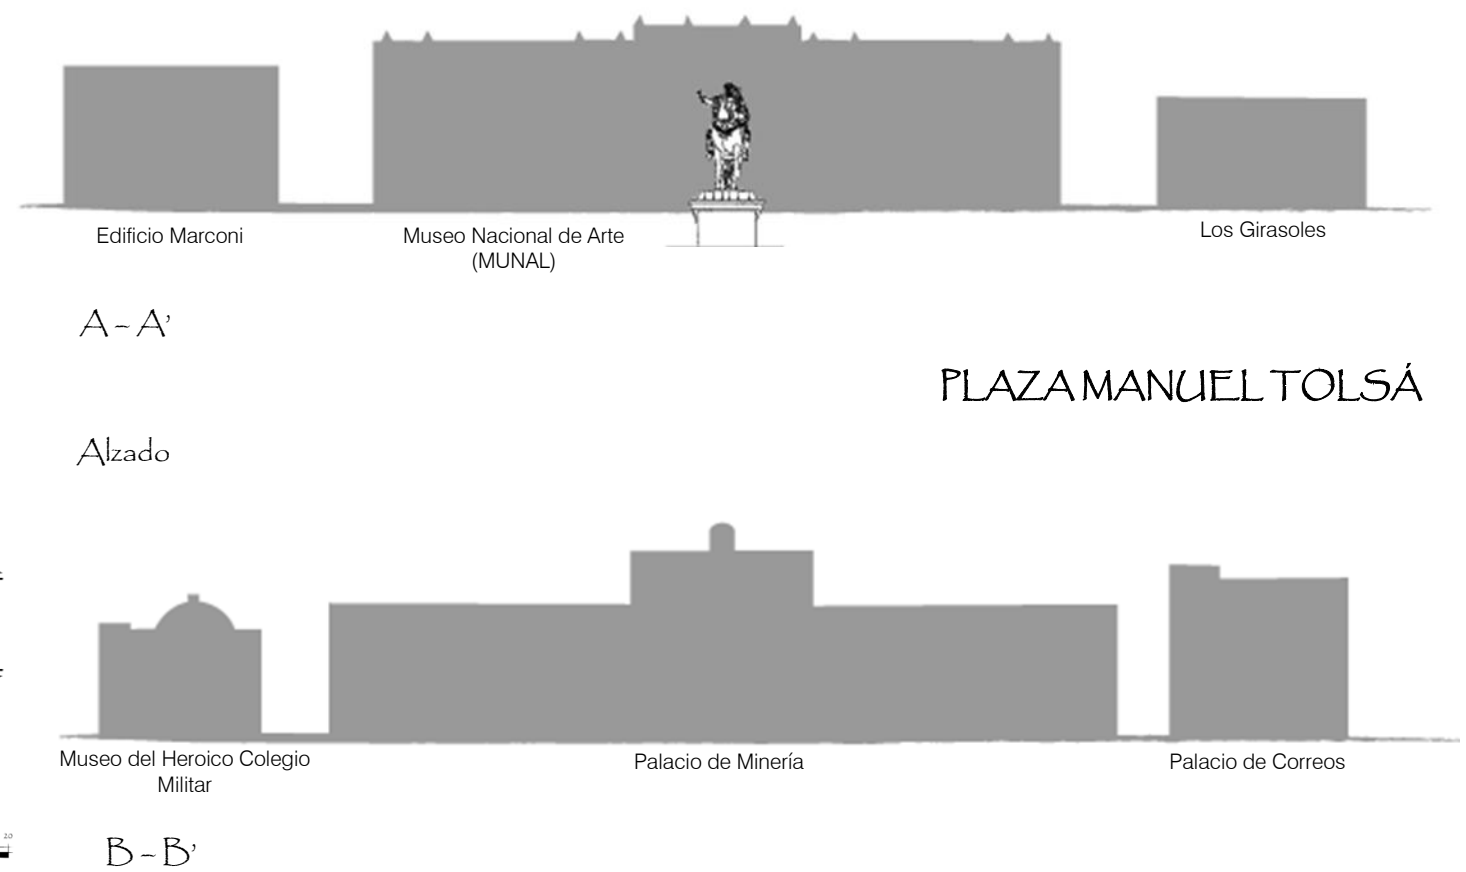 Edificio Marconi
Museo Nacional de Arte
(MUNAL)
Los Girasoles
A – A’
PLAZA MANUEL TOLSÁ
Alzado
Museo del Heroico Colegio
Militar
Palacio de Minería
Palacio de Correos
20
B – B’